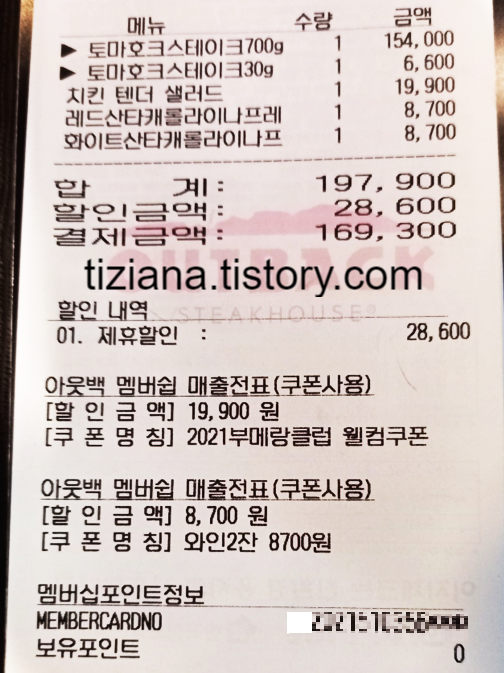 메뉴 수량 금액
▶ 토마호크스테이크700g 1 154,000
▶ 토마호크스테이크30g 1 6,600
치킨 텐더 샐러드 1 19,900
레드산타캐롤라이나프레 1 8,700
화이트산타캐롤라이나프 1 8,700
합 계: 197,900
할인금액: 28,600
결제금액: 169,300
OUTBACK
tiziana.tistory.com
STEAKHOUSE®
할인 내역
01. 제휴할인 : 28,600
아웃백 멤버쉽 매출전표(쿠폰사용)
[할 인 금 액] 19,900 원
[쿠 폰 명 칭] 2021부메랑클럽 웰컴쿠폰
아웃백 멤버쉽 매출전표(쿠폰사용)
[할 인 금 액] 8,700 원
[쿠 폰 명 칭] 와인2잔 8700원
멤버십포인트정보
MEMBERCARDNO
보유포인트 0